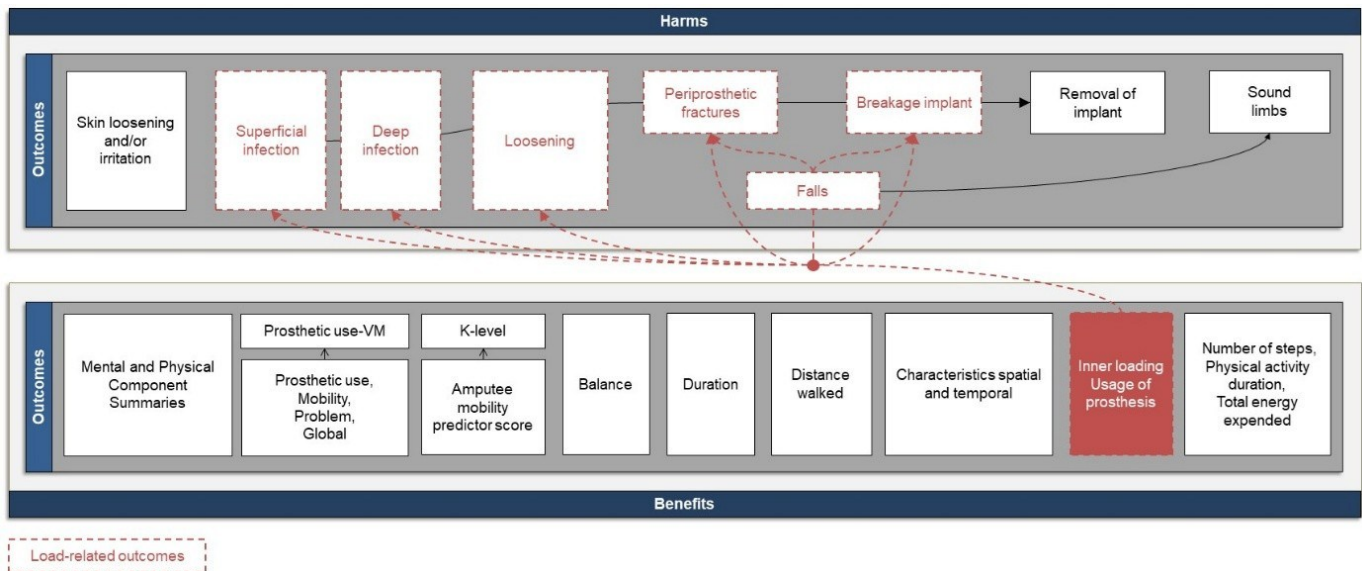 Harms
Outcomes
Skin loosening
and/or
irritation
Superficial
infection
Deep
infection
Loosening
Periprosthetic
fractures
Breakage implant
Removal of
implant
Sound
limbs
Falls
Outcomes
Mental and Physical
Component
Summaries
Prosthetic use-VM
Prosthetic use,
Mobility,
Problem,
Global
K-level
Amputee
mobility
predictor score
Balance
Duration
Distance
walked
Characteristics spatial
and temporal
Inner loading
Usage of
prosthesis
Number of steps,
Physical activity
duration,
Total energy
expended
Benefits
Load-related outcomes